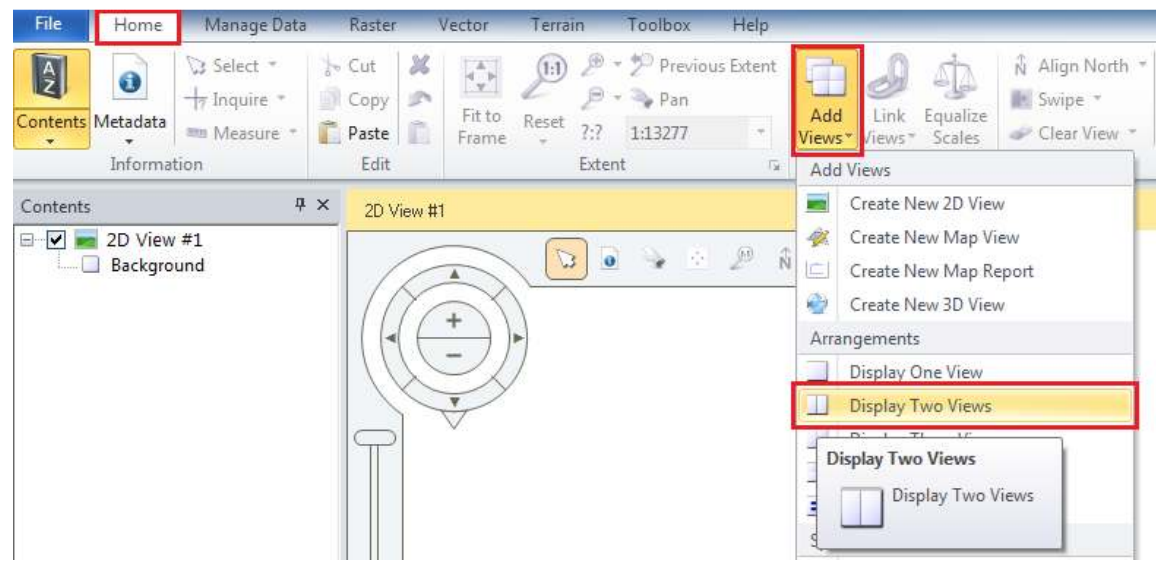 File Home Manage Data Raster Vector Terrain Toolbox Help
Contents Metadata
Select
Inquire
Measure
Information
Cut
Copy
Paste
Edit
Fit to Frame
Reset
1:1
?:?
Previous Extent
Pan
1:13277
Extent
Add Views
Link Views
Equalize Scales
Align North
Swipe
Clear View
Contents
2D View #1
Background
2D View #1
Add Views
Create New 2D View
Create New Map View
Create New Map Report
Create New 3D View
Arrangements
Display One View
Display Two Views
Display Two Views
Display Two Views